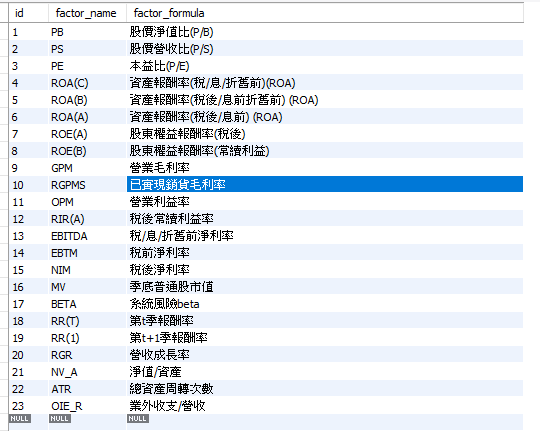 id factor_name factor_formula
1 PB 股價淨值比(P/B)
2 PS 股價營收比(P/S)
3 PE 本益比(P/E)
4 ROA(C) 資產報酬率(稅/息/折舊前)(ROA)
5 ROA(B) 資產報酬率(稅後/息前折舊前) (ROA)
6 ROA(A) 資產報酬率(稅後/息前) (ROA)
7 ROE(A) 股東權益報酬率(稅後)
8 ROE(B) 股東權益報酬率(常續利益)
9 GPM 營業毛利率
10 RGPMS 已實現銷貨毛利率
11 OPM 營業利益率
12 RIR(A) 稅後常續利益率
13 EBITDA 稅/息/折舊前淨利率
14 EBTM 稅前淨利率
15 NIM 稅後淨利率
16 MV 季底普通股市值
17 BETA 系統風險beta
18 RR(T) 第t季報酬率
19 RR(1) 第t+1季報酬率
20 RGR 營收成長率
21 NV_A 淨值/資產
22 ATR 總資產周轉次數
23 OIE_R 業外收支/營收
NULL NULL NULL